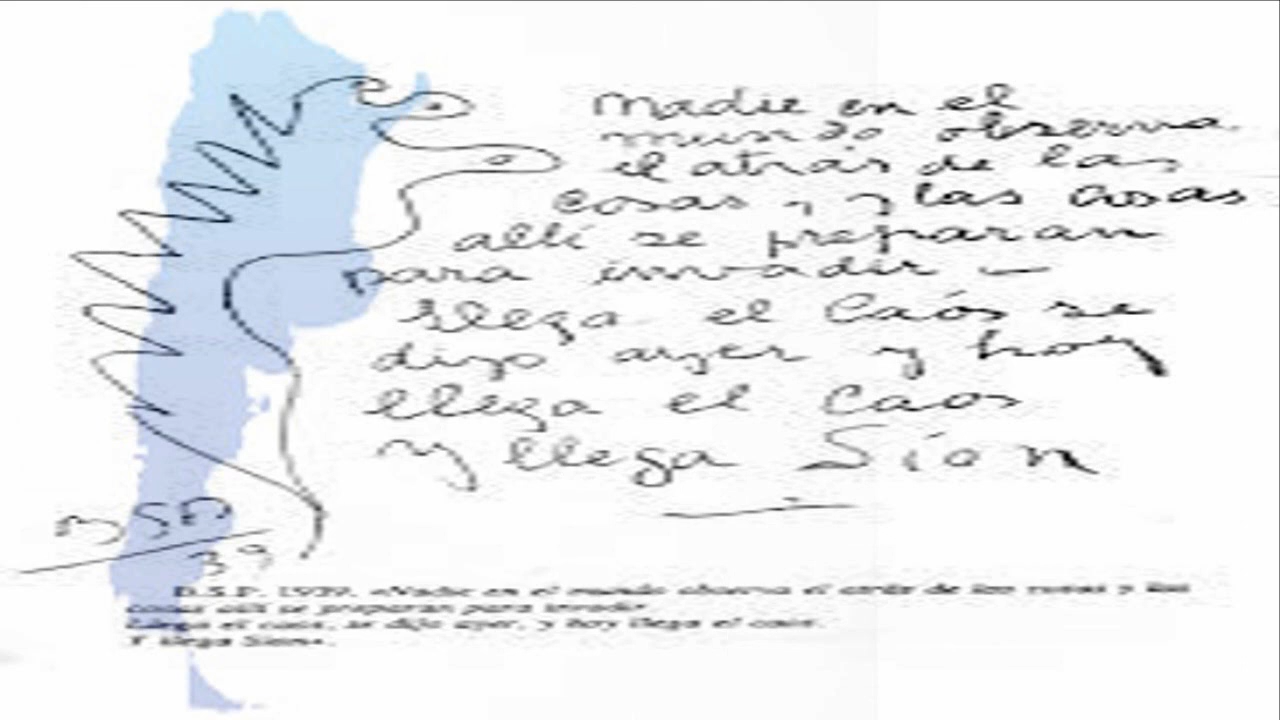 Nadie en el
mundo observa
el atrás de las
cosas, y las cosas
allí se preparan
para invadir —
llega el Caós se
dijo ayer y hoy
llega el Caos
y llega Sion
BSP
39
B.S.P. 1939. «Nadie en el mundo observa el atrás de las cosas y las
cosas allí se preparan para invadir.
Llega el caos, se dijo ayer, y hoy llega el caos.
Y llega Sion».